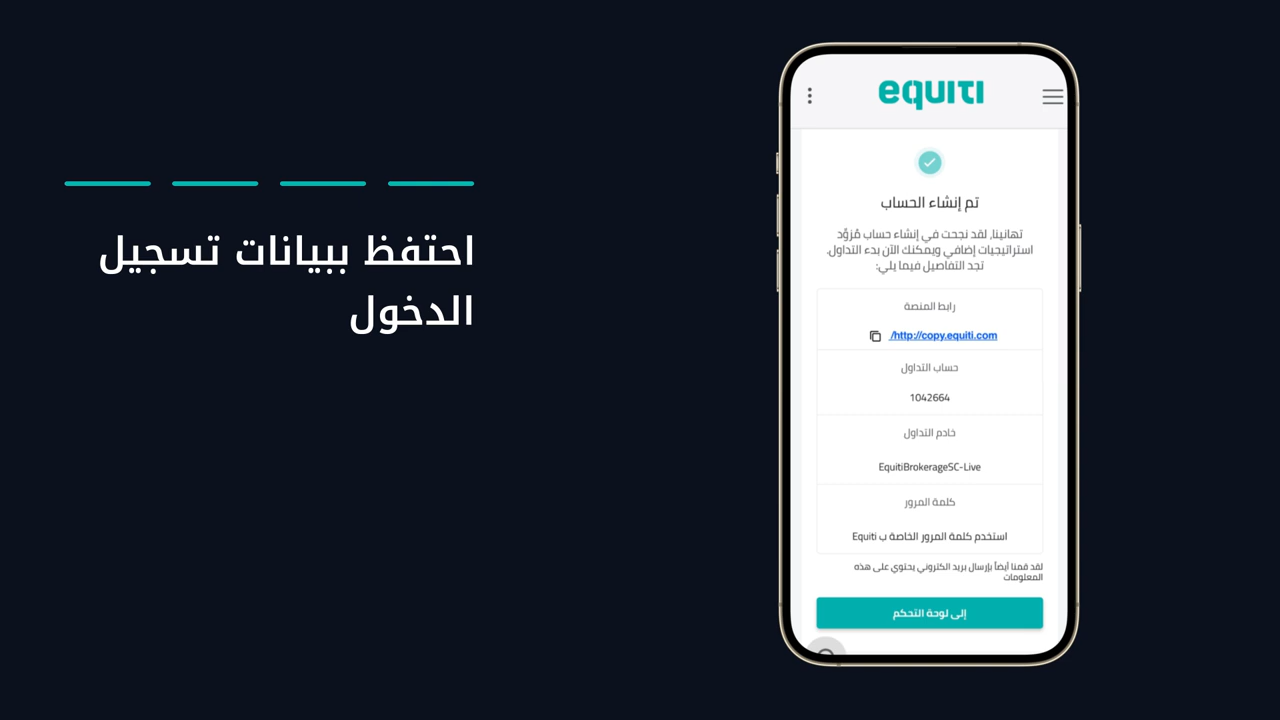 احتفظ ببيانات تسجيل
الدخول
equiti
تم إنشاء الحساب
تهانينا، لقد نجحت في إنشاء حساب مُزوِّد
استراتيجيات إضافي ويمكنك الآن بدء التداول.
تجد التفاصيل فيما يلي:
رابط المنصة
http://copy.equiti.com/
حساب التداول
1042664
خادم التداول
EquitiBrokerageSC-Live
كلمة المرور
استخدم كلمة المرور الخاصة ب Equiti
لقد قمنا أيضاً بإرسال بريد الكتروني يحتوي على هذه
المعلومات
إلى لوحة التحكم